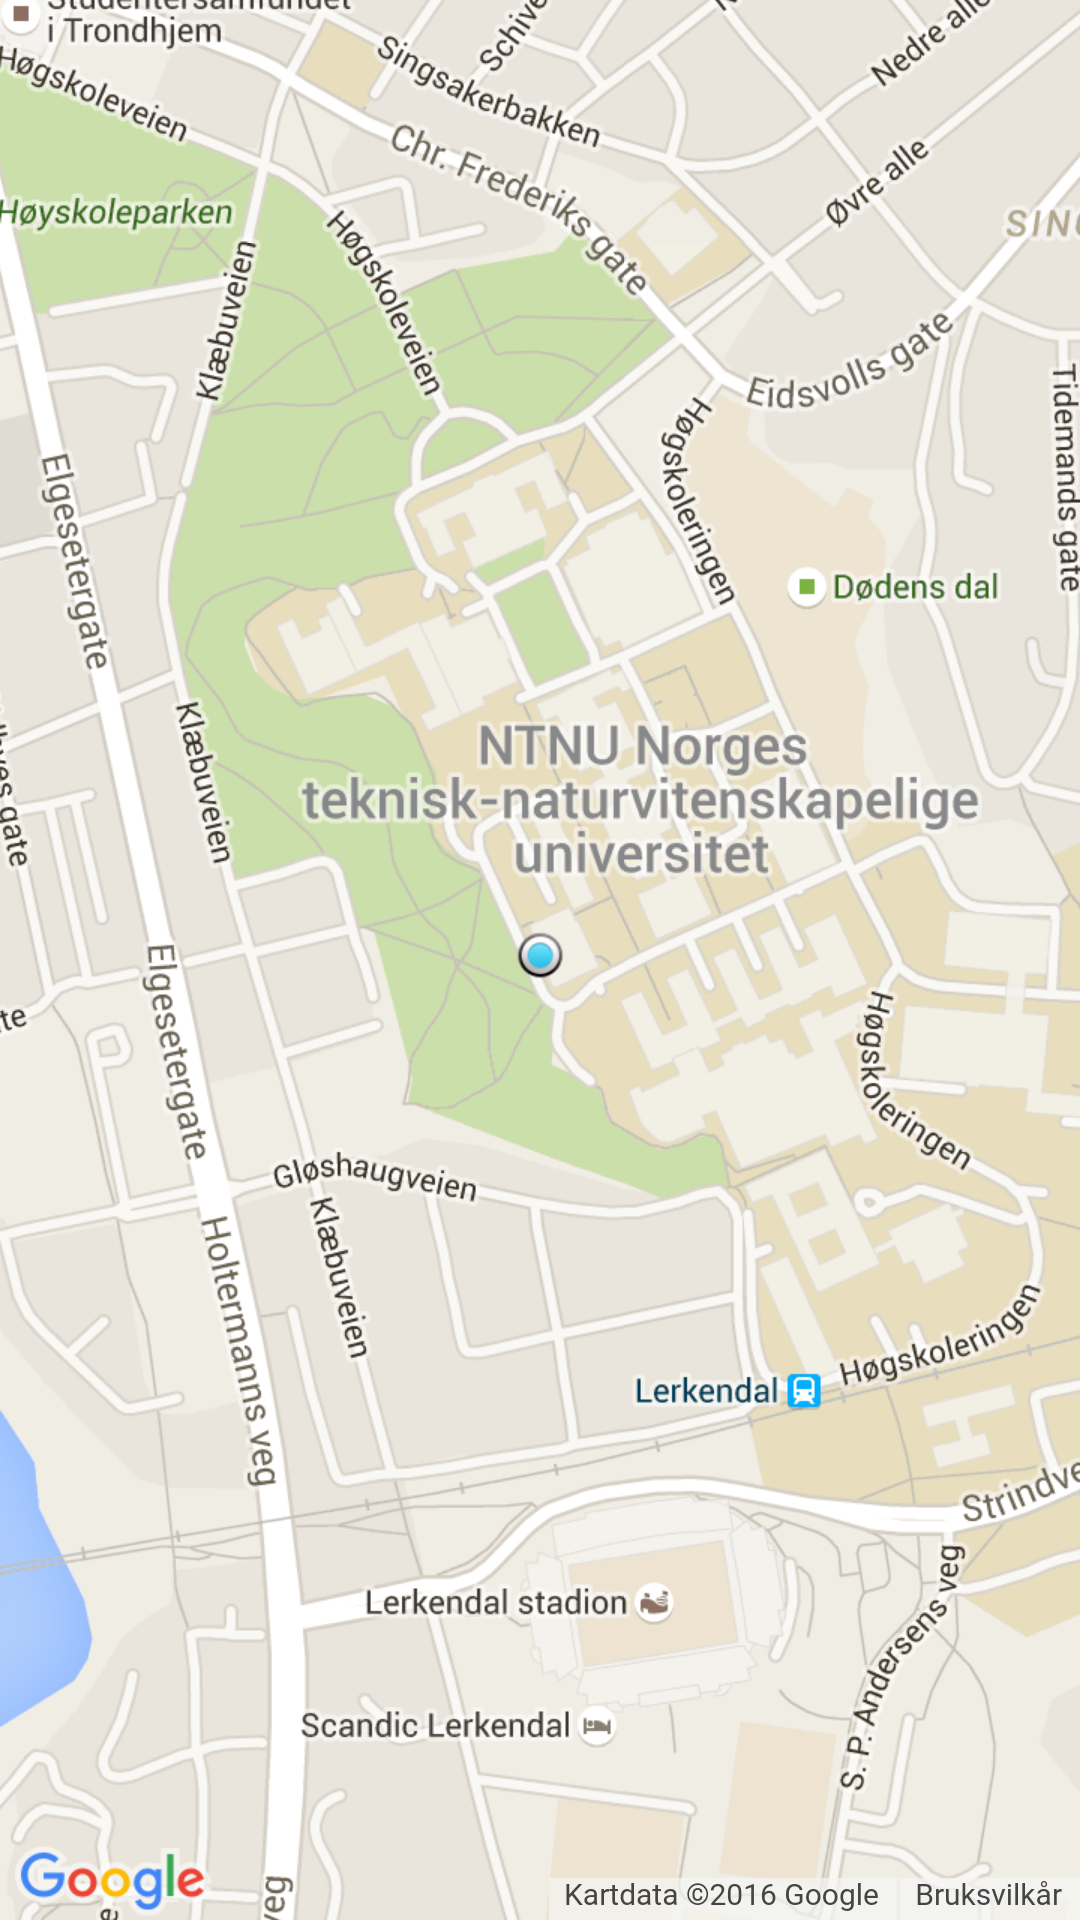 Studentersamfundet
i Trondhjem
Singsakerbakken
Nedre alle
Høgskoleveien
Chr. Frederiks gate
Øvre alle
Høyskoleparken
Høgskoleveien
Klæbuveien
Eidsvolls gate
Tidemands gate
Høgskoleringen
Elgesetergate
Dødens dal
Klæbuveien
NTNU Norges
teknisk-naturvitenskapelige
universitet
Elgesetergate
Høgskoleringen
Gløshaugveien
Klæbuveien
Holtermanns veg
Høgskoleringen
Lerkendal
Lerkendal stadion
S. P. Andersens veg
Scandic Lerkendal
Google
Kartdata ©2016 Google
Bruksvilkår